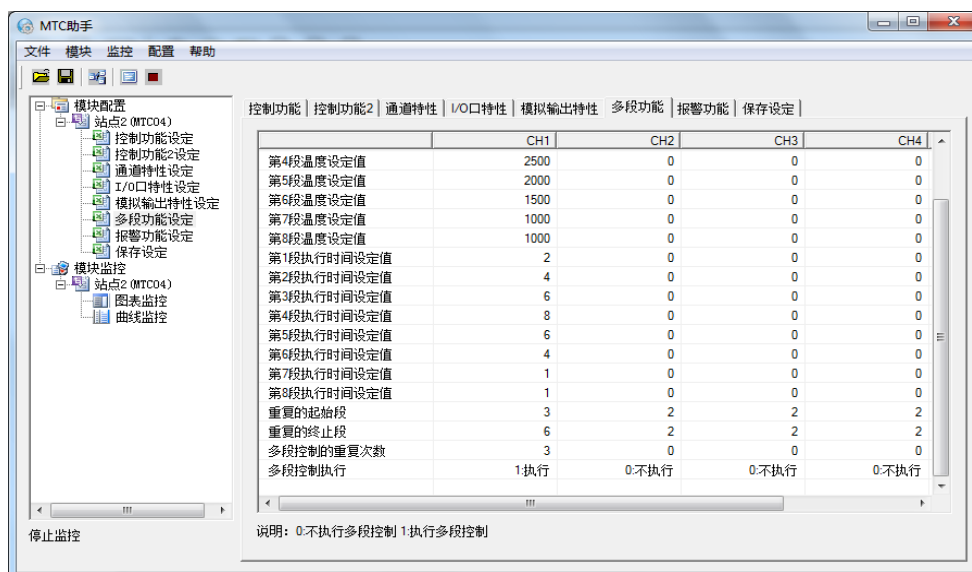 MTC助手
文件 模块 监控 配置 帮助
模块配置
站点2 (MTC04)
控制功能设定
控制功能2设定
通道特性设定
I/O口特性设定
模拟输出特性设定
多段功能设定
报警功能设定
保存设定
模块监控
站点2 (MTC04)
图表监控
曲线监控
停止监控
控制功能 控制功能2 通道特性 I/O口特性 模拟输出特性 多段功能 报警功能 保存设定
CH1 CH2 CH3 CH4
第4段温度设定值 2500 0 0 0
第5段温度设定值 2000 0 0 0
第6段温度设定值 1500 0 0 0
第7段温度设定值 1000 0 0 0
第8段温度设定值 1000 0 0 0
第1段执行时间设定值 2 0 0 0
第2段执行时间设定值 4 0 0 0
第3段执行时间设定值 6 0 0 0
第4段执行时间设定值 8 0 0 0
第5段执行时间设定值 6 0 0 0
第6段执行时间设定值 4 0 0 0
第7段执行时间设定值 1 0 0 0
第8段执行时间设定值 1 0 0 0
重复的起始段 3 2 2 2
重复的终止段 6 2 2 2
多段控制的重复次数 3 0 0 0
多段控制执行 1:执行 0:不执行 0:不执行 0:不执行
说明：0:不执行多段控制 1:执行多段控制